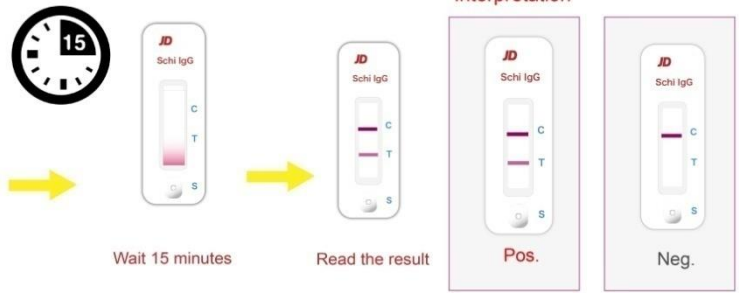 Interpretation
15
JD
Schi IgG
C
T
S
Wait 15 minutes
JD
Schi IgG
C
T
S
Read the result
JD
Schi IgG
C
T
S
Pos.
JD
Schi IgG
C
T
S
Neg.